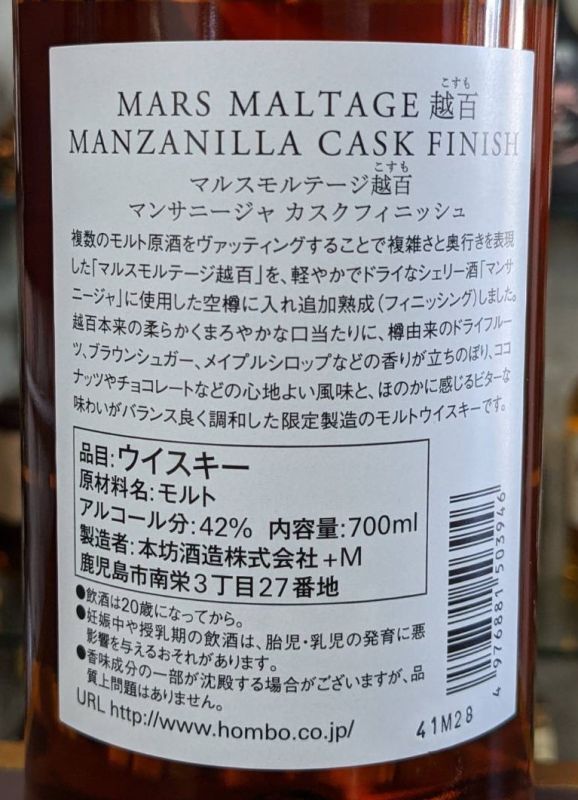 こすも
MARS MALTAGE 越百
MANZANILLA CASK FINISH
こすも
マルスモルテージ越百
マンサニージャ カスクフィニッシュ
複数のモルト原酒をヴァッティングすることで複雑さと奥行きを表現
した「マルスモルテージ越百」を、軽やかでドライなシェリー酒「マンサ
ニージャ」に使用した空樽に入れ追加熟成(フィニッシング)しました。
越百本来の柔らかくまろやかな口当たりに、樽由来のドライフルー
ツ、ブラウンシュガー、メイプルシロップなどの香りが立ちのぼり、ココ
ナッツやチョコレートなどの心地よい風味と、ほのかに感じるビターな
味わいがバランス良く調和した限定製造のモルトウイスキーです。
品目:ウイスキー
原材料名:モルト
アルコール分:42% 内容量:700ml
製造者:本坊酒造株式会社+M
鹿児島市南栄3丁目27番地
●飲酒は20歳になってから。
●妊娠中や授乳期の飲酒は、胎児・乳児の発育に悪
影響を与えるおそれがあります。
●香味成分の一部が沈殿する場合がございますが、品
質上問題はありません。
URL http://www.hombo.co.jp/
4 976881 503946
41M28